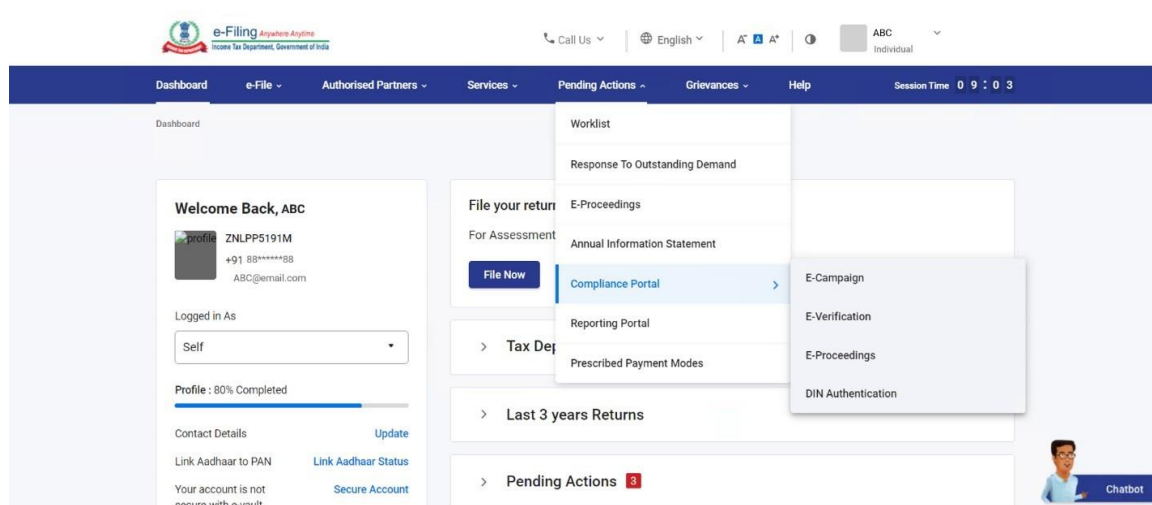 e-Filing Anywhere Anytime
Income Tax Department, Government of India
Call Us
English
A- A A+
ABC
Individual
Dashboard e-File Authorised Partners Services Pending Actions Grievances Help Session Time 0 9 : 0 3
Dashboard
Worklist
Response To Outstanding Demand
E-Proceedings
Annual Information Statement
Compliance Portal
Reporting Portal
Prescribed Payment Modes
E-Campaign
E-Verification
E-Proceedings
DIN Authentication
Welcome Back, ABC
profile
ZNLPP5191M
+91 88******88
ABC@email.com
Logged in As
Self
Profile : 80% Completed
Contact Details Update
Link Aadhaar to PAN Link Aadhaar Status
Your account is not Secure Account
secure with e-vault
File your retur
For Assessment
File Now
Tax De
Last 3 years Returns
Pending Actions 3
Chatbot